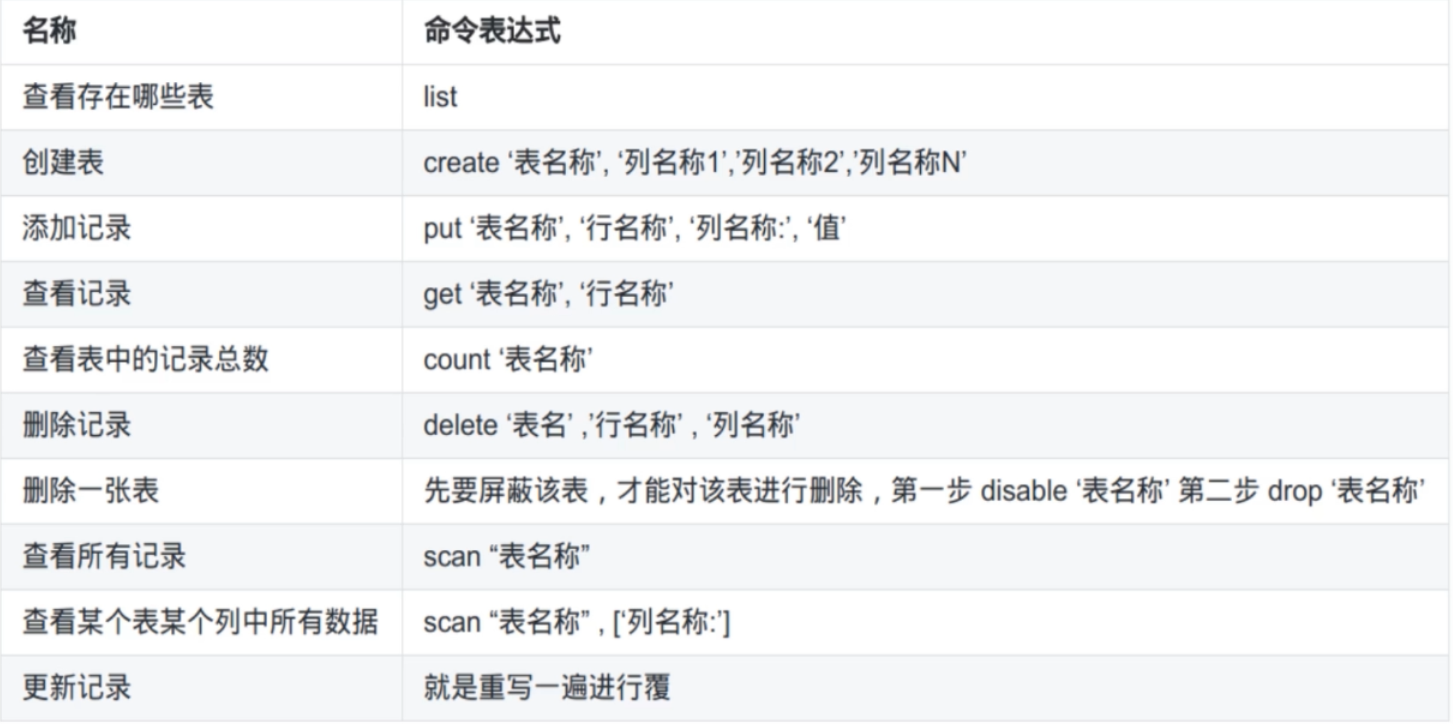 名称 命令表达式
查看存在哪些表 list
创建表 create ‘表名称’, ‘列名称1’,’列名称2’,’列名称N’
添加记录 put ‘表名称’, ‘行名称’, ‘列名称:’, ‘值’
查看记录 get ‘表名称’, ‘行名称’
查看表中的记录总数 count ‘表名称’
删除记录 delete ‘表名’ ,’行名称’ , ‘列名称’
删除一张表 先要屏蔽该表，才能对该表进行删除，第一步 disable ‘表名称’ 第二步 drop ‘表名称’
查看所有记录 scan “表名称”
查看某个表某个列中所有数据 scan “表名称” , [‘列名称:’]
更新记录 就是重写一遍进行覆